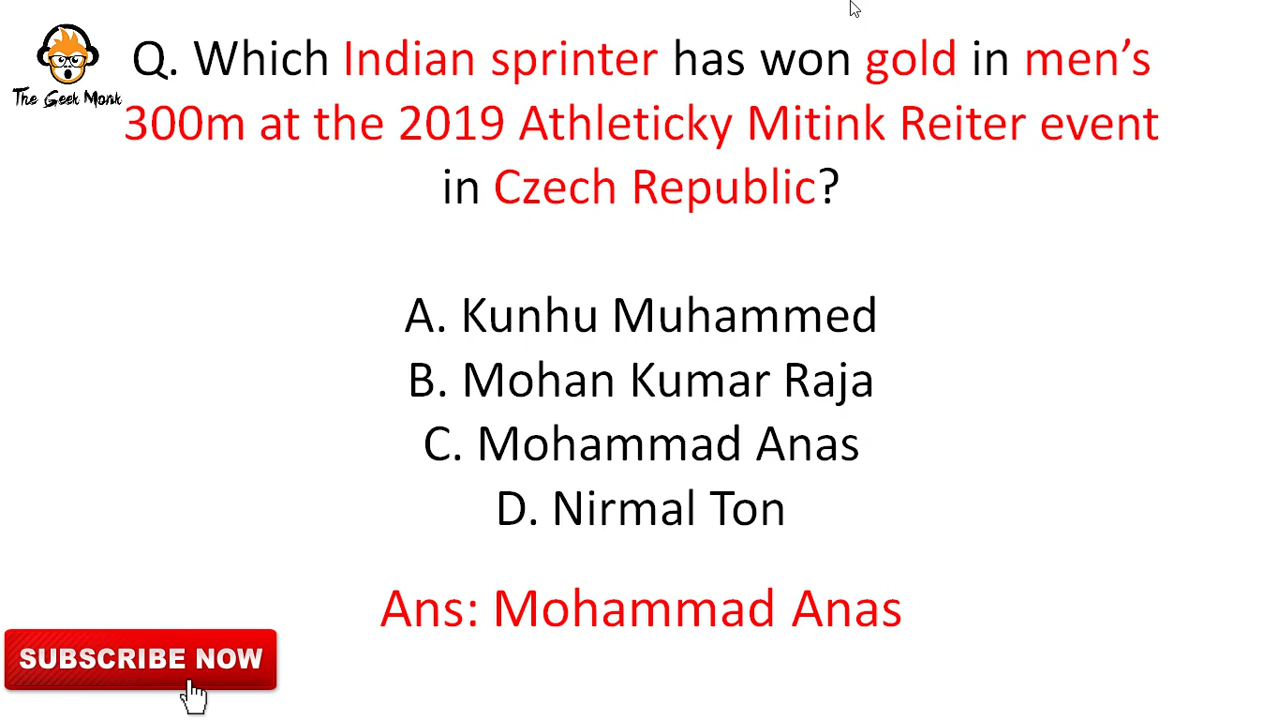 The Geek Monk
Q. Which Indian sprinter has won gold in men’s
300m at the 2019 Athleticky Mitink Reiter event
in Czech Republic?
A. Kunhu Muhammed
B. Mohan Kumar Raja
C. Mohammad Anas
D. Nirmal Ton
Ans: Mohammad Anas
SUBSCRIBE NOW